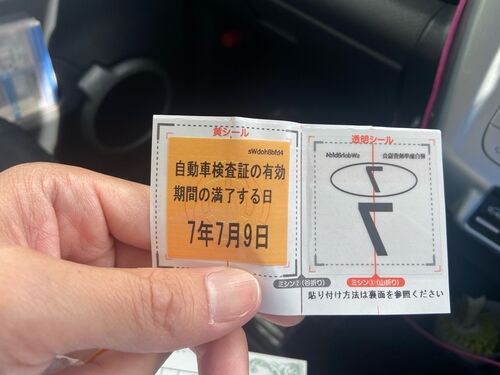 黄シール
sWdoh8bfd4
自動車検査証の有効
期間の満了する日
7年7月9日
透明シール
7
7
ミシン②(谷折り)
ミシン①(山折り)
貼り付け方法は裏面を参照ください